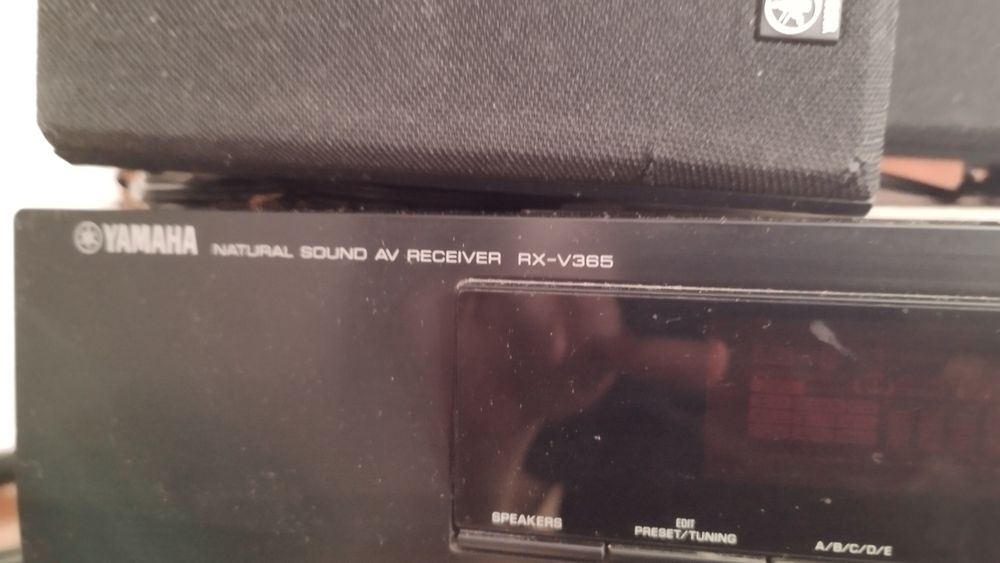 YAMAHA NATURAL SOUND AV RECEIVER RX-V365
SPEAKERS
EDIT
PRESET/TUNING
A/B/C/D/E